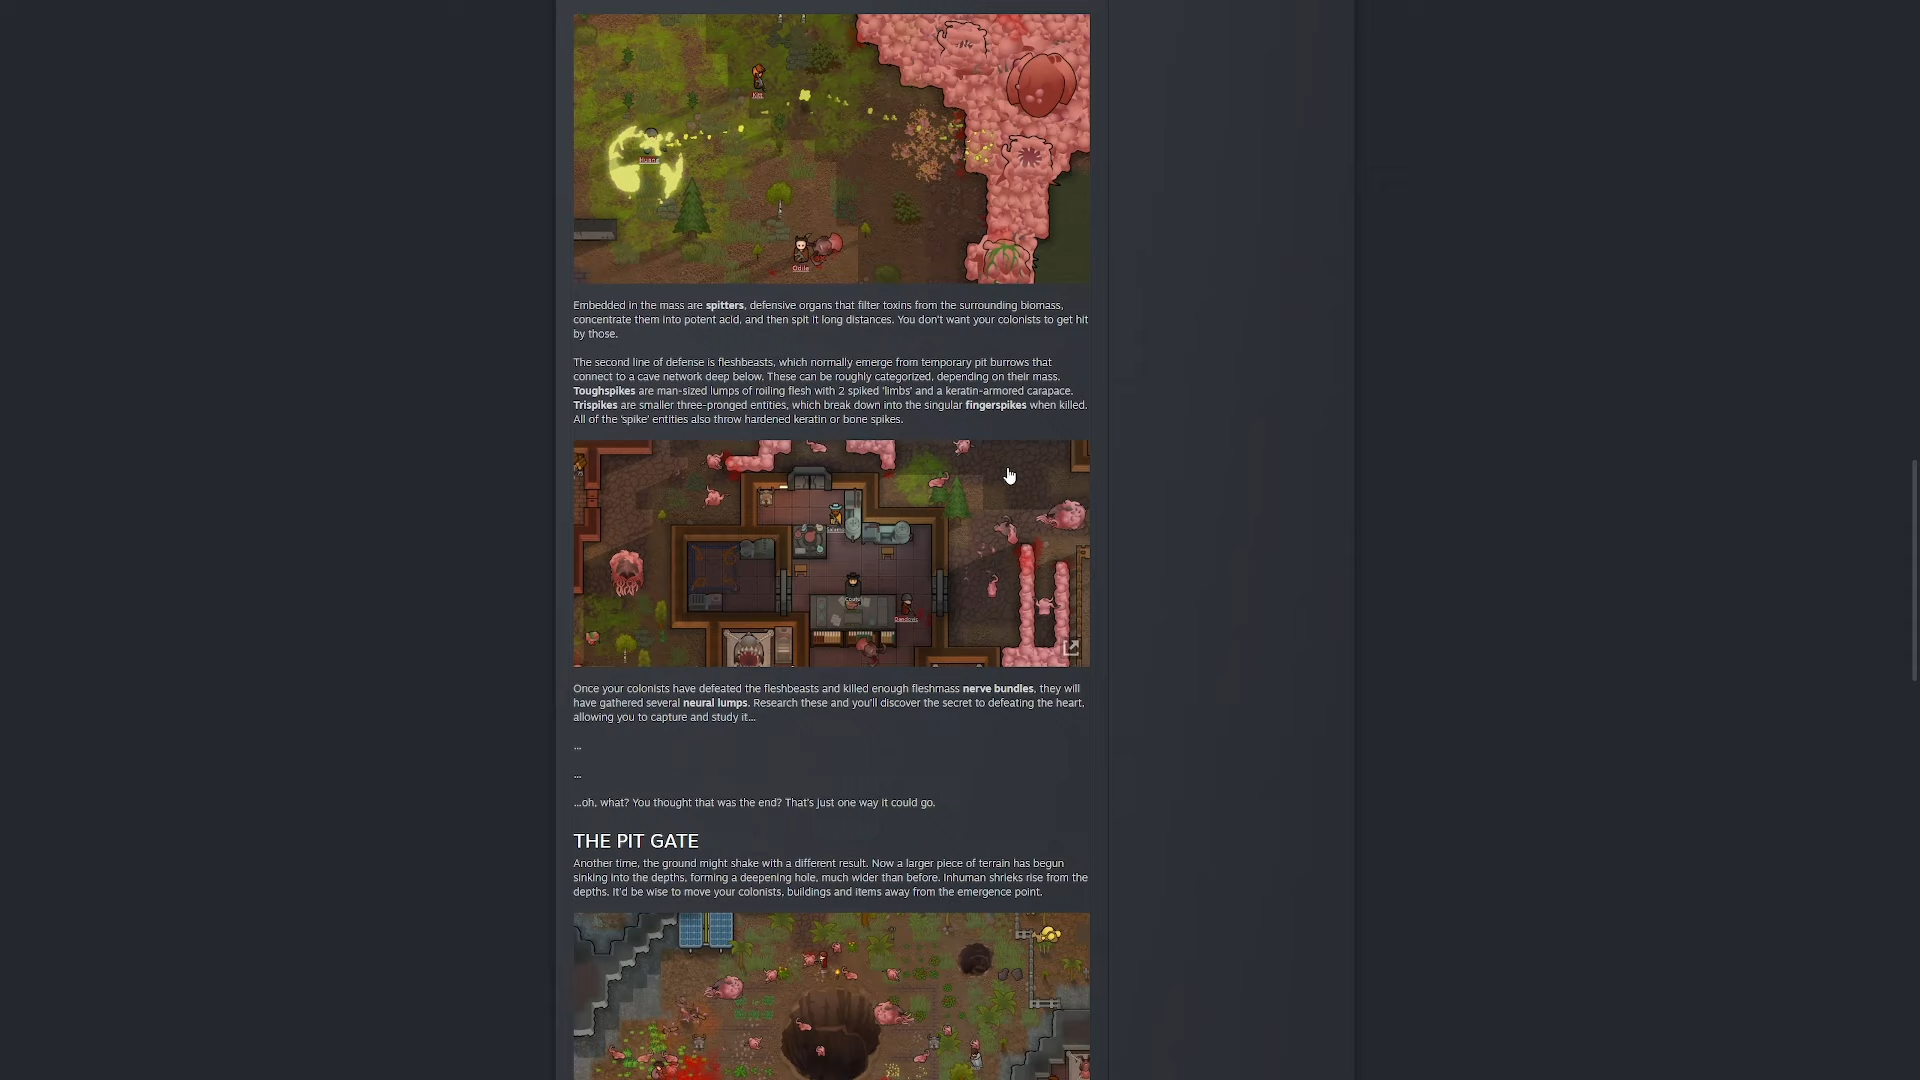 Kitt
Odile
Embedded in the mass are spitters, defensive organs that filter toxins from the surrounding biomass,
concentrate them into potent acid, and then spit it long distances. You don't want your colonists to get hit
by those.
The second line of defense is fleshbeasts, which normally emerge from temporary pit burrows that
connect to a cave network deep below. These can be roughly categorized, depending on their mass.
Toughspikes are man-sized lumps of roiling flesh with 2 spiked 'limbs' and a keratin-armored carapace.
Trispikes are smaller three-pronged entities, which break down into the singular fingerspikes when killed.
All of the 'spike' entities also throw hardened keratin or bone spikes.
Once your colonists have defeated the fleshbeasts and killed enough fleshmass nerve bundles, they will
have gathered several neural lumps. Research these and you'll discover the secret to defeating the heart,
allowing you to capture and study it...
...
...
...oh, what? You thought that was the end? That's just one way it could go.
THE PIT GATE
Another time, the ground might shake with a different result. Now a larger piece of terrain has begun
sinking into the depths, forming a deepening hole, much wider than before. Inhuman shrieks rise from the
depths. It'd be wise to move your colonists, buildings and items away from the emergence point.